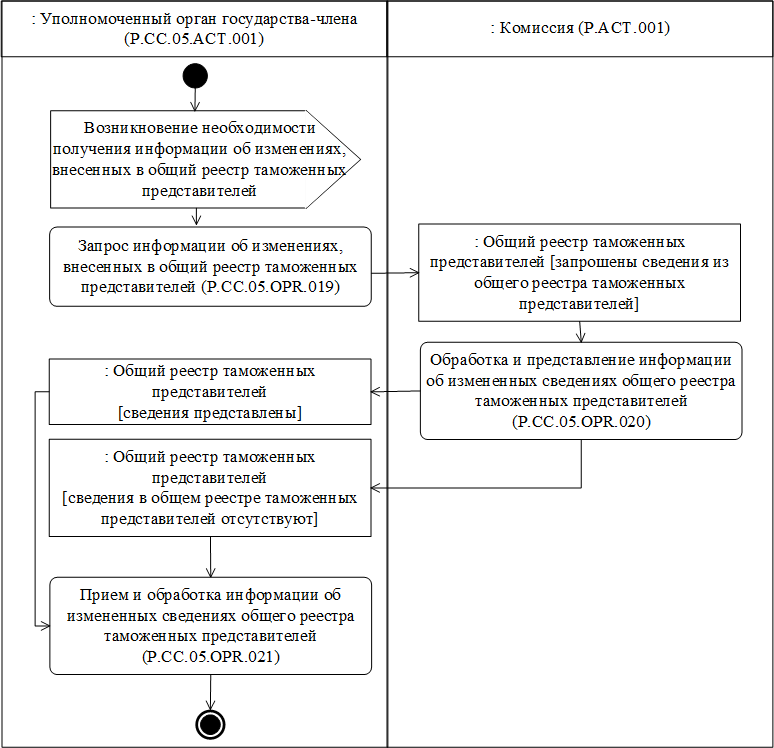 : Уполномоченный орган государства-члена
(P.CC.05.ACT.001)
: Комиссия (P.ACT.001)
Возникновение необходимости
получения информации об изменениях,
внесенных в общий реестр таможенных
представителей
Запрос информации об изменениях,
внесенных в общий реестр таможенных
представителей (P.CC.05.OPR.019)
: Общий реестр таможенных
представителей [запрошены сведения из
общего реестра таможенных
представителей]
Обработка и представление информации
об измененных сведениях общего реестра
таможенных представителей
(P.CC.05.OPR.020)
: Общий реестр таможенных
представителей
[сведения представлены]
: Общий реестр таможенных
представителей
[сведения в общем реестре таможенных
представителей отсутствуют]
Прием и обработка информации об
измененных сведениях общего реестра
таможенных представителей
(P.CC.05.OPR.021)